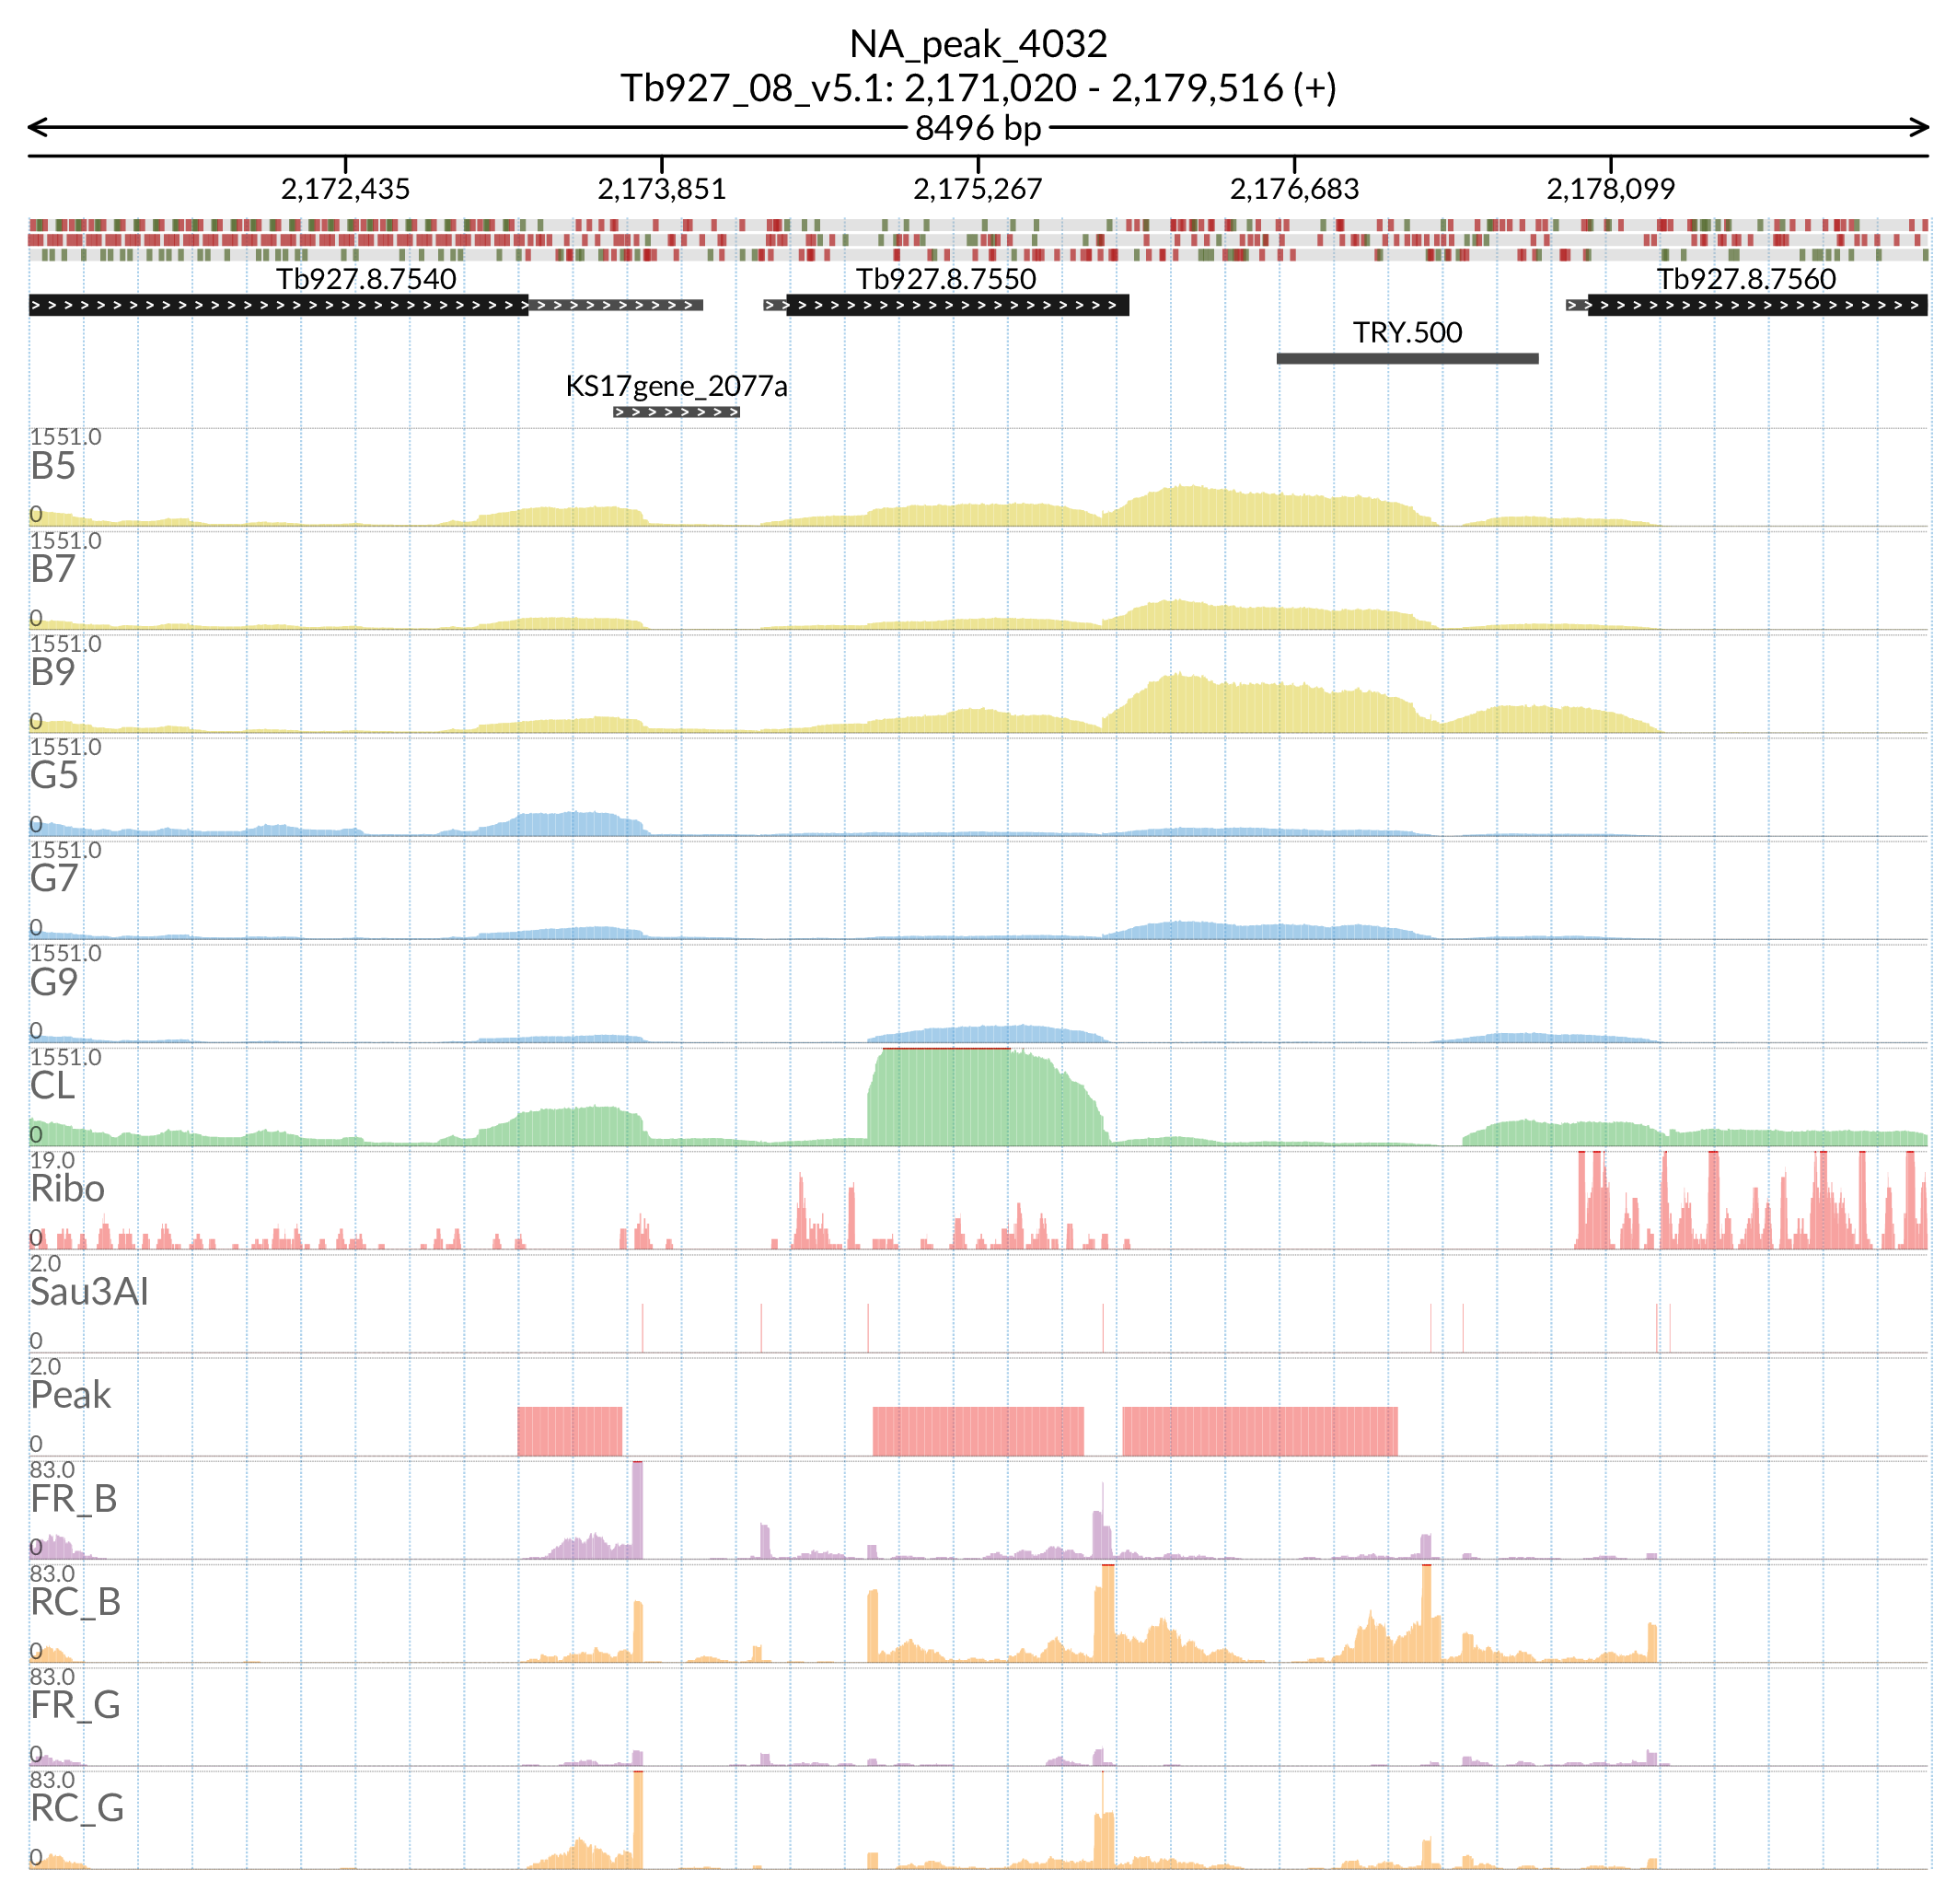 NA_peak_4032
Tb927_08_v5.1: 2,171,020 - 2,179,516 (+)
8496 bp
2,172,435 2,173,851 2,175,267 2,176,683 2,178,099
Tb927.8.7540 Tb927.8.7550 Tb927.8.7560
TRY.500
KS17gene_2077a
1551.0
B5
0
1551.0
B7
0
1551.0
B9
0
1551.0
G5
0
1551.0
G7
0
1551.0
G9
0
1551.0
CL
0
19.0
Ribo
0
2.0
Sau3AI
0
2.0
Peak
0
83.0
FR_B
0
83.0
RC_B
0
83.0
FR_G
0
83.0
RC_G
0